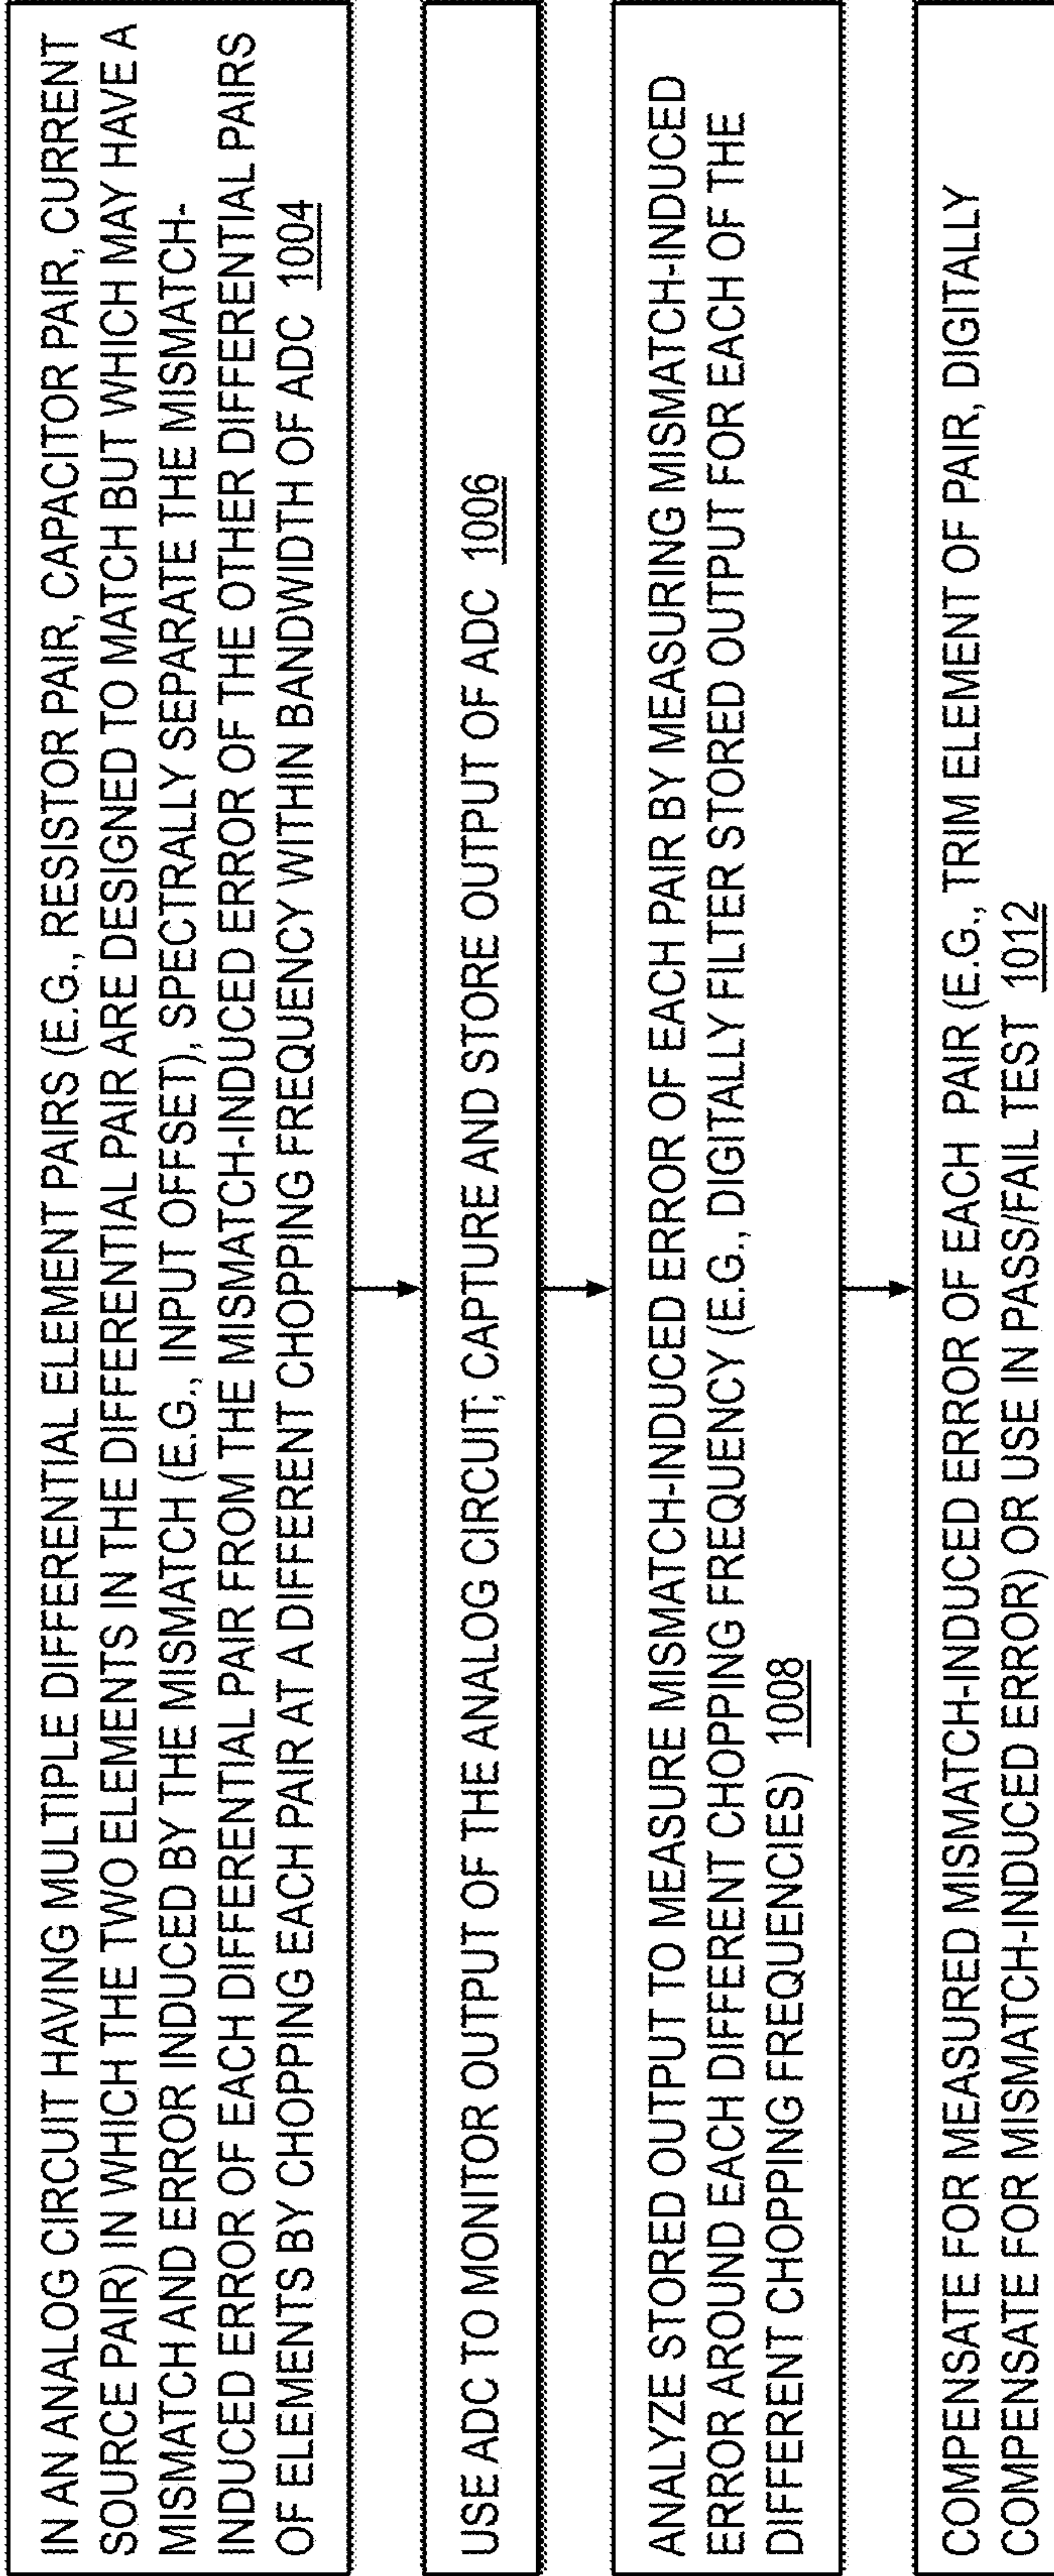 IN AN ANALOG CIRCUIT HAVING MULTIPLE DIFFERENTIAL ELEMENT PAIRS (E.G., RESISTOR PAIR, CAPACITOR PAIR, CURRENT
SOURCE PAIR) IN WHICH THE TWO ELEMENTS IN THE DIFFERENTIAL PAIR ARE DESIGNED TO MATCH BUT WHICH MAY HAVE A
MISMATCH AND ERROR INDUCED BY THE MISMATCH (E.G., INPUT OFFSET), SPECTRALLY SEPARATE THE MISMATCH-
INDUCED ERROR OF EACH DIFFERENTIAL PAIR FROM THE MISMATCH-INDUCED ERROR OF THE OTHER DIFFERENTIAL PAIRS
OF ELEMENTS BY CHOPPING EACH PAIR AT A DIFFERENT CHOPPING FREQUENCY WITHIN BANDWIDTH OF ADC 1004
USE ADC TO MONITOR OUTPUT OF THE ANALOG CIRCUIT; CAPTURE AND STORE OUTPUT OF ADC 1006
ANALYZE STORED OUTPUT TO MEASURE MISMATCH-INDUCED ERROR OF EACH PAIR BY MEASURING MISMATCH-INDUCED
ERROR AROUND EACH DIFFERENT CHOPPING FREQUENCY (E.G., DIGITALLY FILTER STORED OUTPUT FOR EACH OF THE
DIFFERENT CHOPPING FREQUENCIES) 1008
COMPENSATE FOR MEASURED MISMATCH-INDUCED ERROR OF EACH PAIR (E.G., TRIM ELEMENT OF PAIR, DIGITALLY
COMPENSATE FOR MISMATCH-INDUCED ERROR) OR USE IN PASS/FAIL TEST 1012